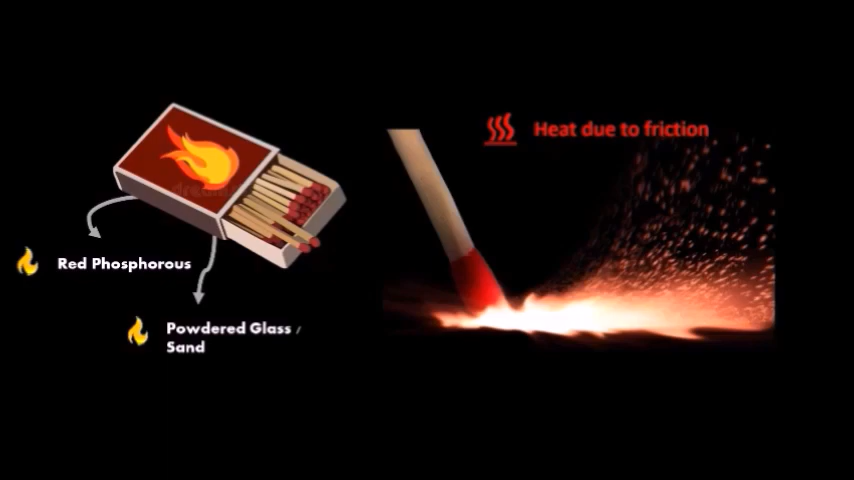 Heat due to friction
Red Phosphorous
Powdered Glass /
Sand